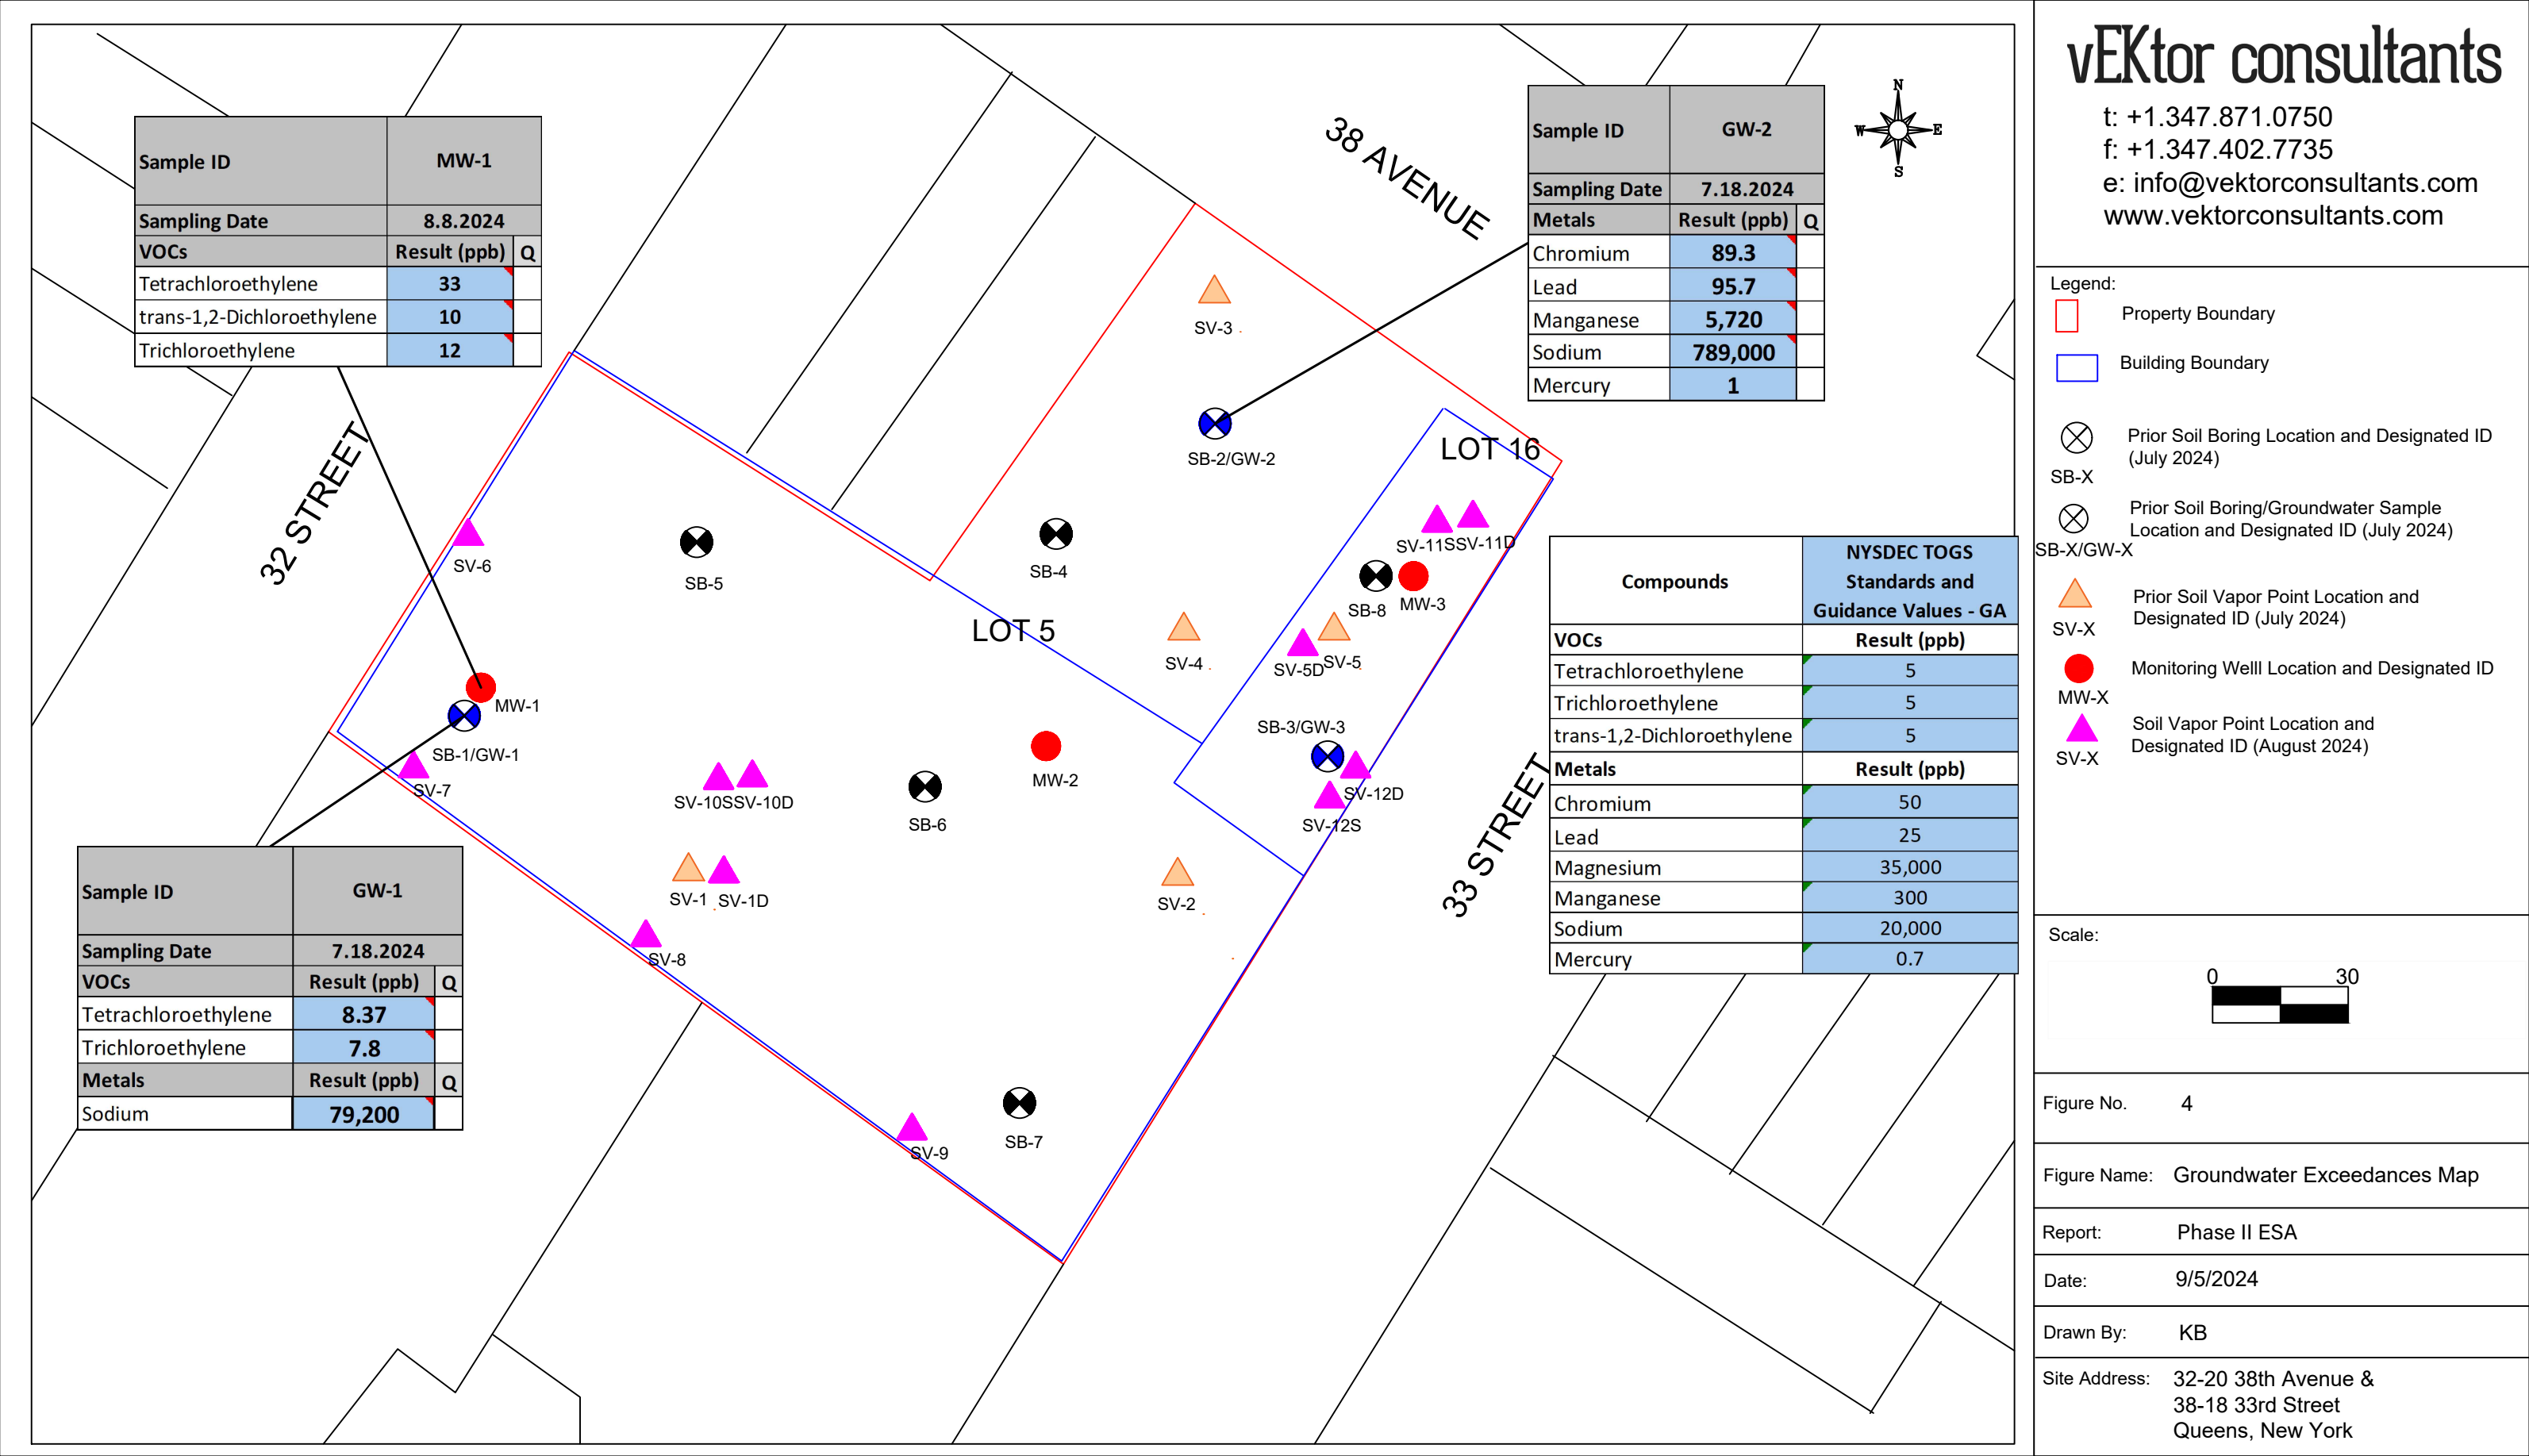 vEKtor consultants
t: +1.347.871.0750
f: +1.347.402.7735
e: info@vektorconsultants.com
www.vektorconsultants.com
Legend:
Property Boundary
Building Boundary
Prior Soil Boring Location and Designated ID
(July 2024)
SB-X
Prior Soil Boring/Groundwater Sample
Location and Designated ID (July 2024)
SB-X/GW-X
Prior Soil Vapor Point Location and
Designated ID (July 2024)
SV-X
Monitoring Welll Location and Designated ID
MW-X
Soil Vapor Point Location and
Designated ID (August 2024)
SV-X
Scale:
0 30
Figure No. 4
Figure Name: Groundwater Exceedances Map
Report: Phase II ESA
Date: 9/5/2024
Drawn By: KB
Site Address: 32-20 38th Avenue &
38-18 33rd Street
Queens, New York
Sample ID MW-1
Sampling Date 8.8.2024
VOCs Result (ppb) Q
Tetrachloroethylene 33
trans-1,2-Dichloroethylene 10
Trichloroethylene 12
Sample ID GW-2
Sampling Date 7.18.2024
Metals Result (ppb) Q
Chromium 89.3
Lead 95.7
Manganese 5,720
Sodium 789,000
Mercury 1
N
W E
S
38 AVENUE
32 STREET
33 STREET
LOT 16
LOT 5
SV-3
SB-2/GW-2
SV-11S
SV-11D
SV-6
SB-5
SB-4
SB-8
MW-3
SV-4
SV-5D
SV-5
MW-1
SB-1/GW-1
SB-3/GW-3
SV-7
SV-10S
SV-10D
MW-2
SV-12D
SB-6
SV-12S
SV-1
SV-1D
SV-2
SV-8
SB-7
SV-9
Compounds
NYSDEC TOGS
Standards and
Guidance Values - GA
VOCs Result (ppb)
Tetrachloroethylene 5
Trichloroethylene 5
trans-1,2-Dichloroethylene 5
Metals Result (ppb)
Chromium 50
Lead 25
Magnesium 35,000
Manganese 300
Sodium 20,000
Mercury 0.7
Sample ID GW-1
Sampling Date 7.18.2024
VOCs Result (ppb) Q
Tetrachloroethylene 8.37
Trichloroethylene 7.8
Metals Result (ppb) Q
Sodium 79,200